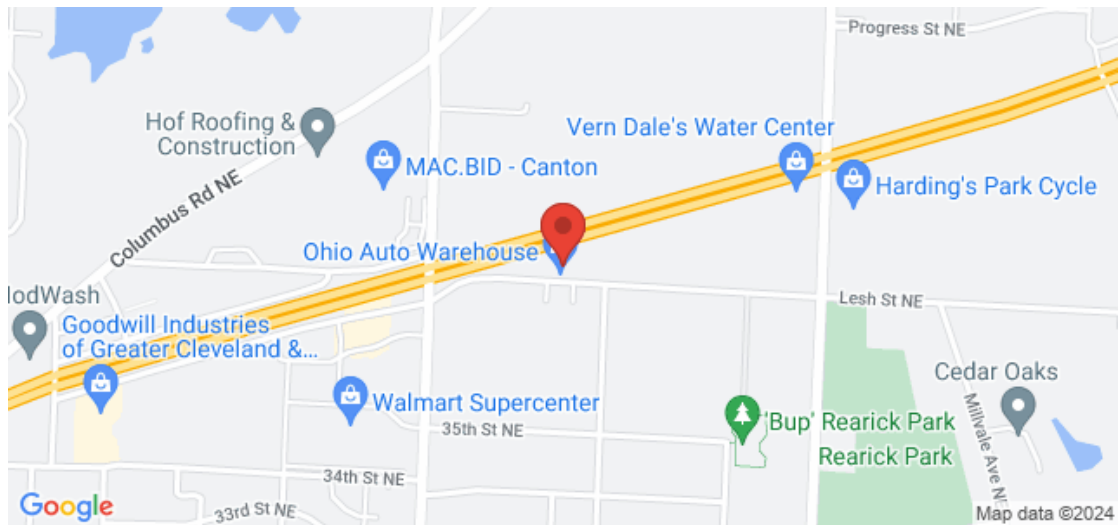 Progress St NE
Hof Roofing &
Construction
Vern Dale's Water Center
MAC.BID - Canton
Harding's Park Cycle
Columbus Rd NE
Ohio Auto Warehouse
Lesh St NE
Goodwill Industries
of Greater Cleveland &...
Cedar Oaks
Walmart Supercenter
'Bup' Rearick Park
35th St NE
Rearick Park
Millvale Ave NE
34th St NE
33rd St NE
Google
Map data ©2024